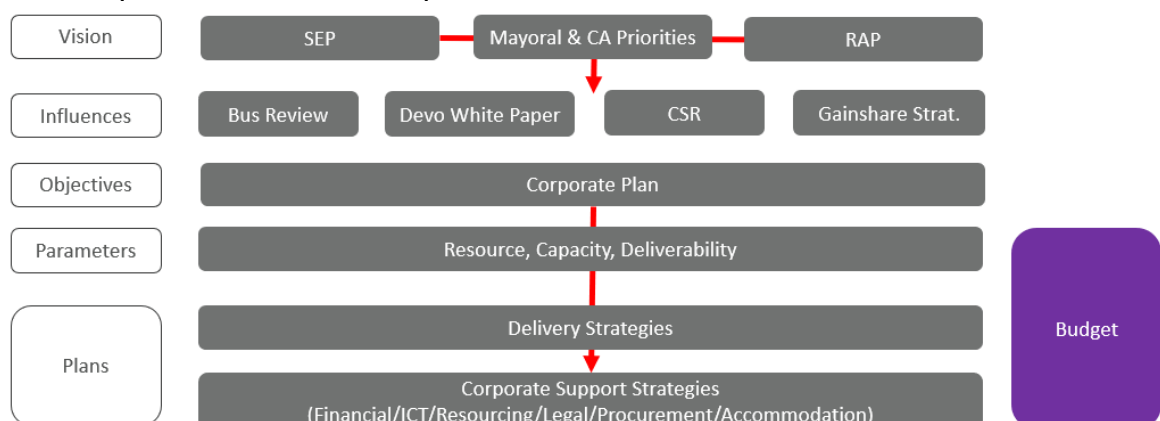 Vision
SEP
Mayoral & CA Priorities
RAP
Influences
Bus Review
Devo White Paper
CSR
Gainshare Strat.
Objectives
Corporate Plan
Parameters
Resource, Capacity, Deliverability
Plans
Delivery Strategies
Budget
Corporate Support Strategies
(Financial/ICT/Resourcing/Legal/Procurement/Accommodation)